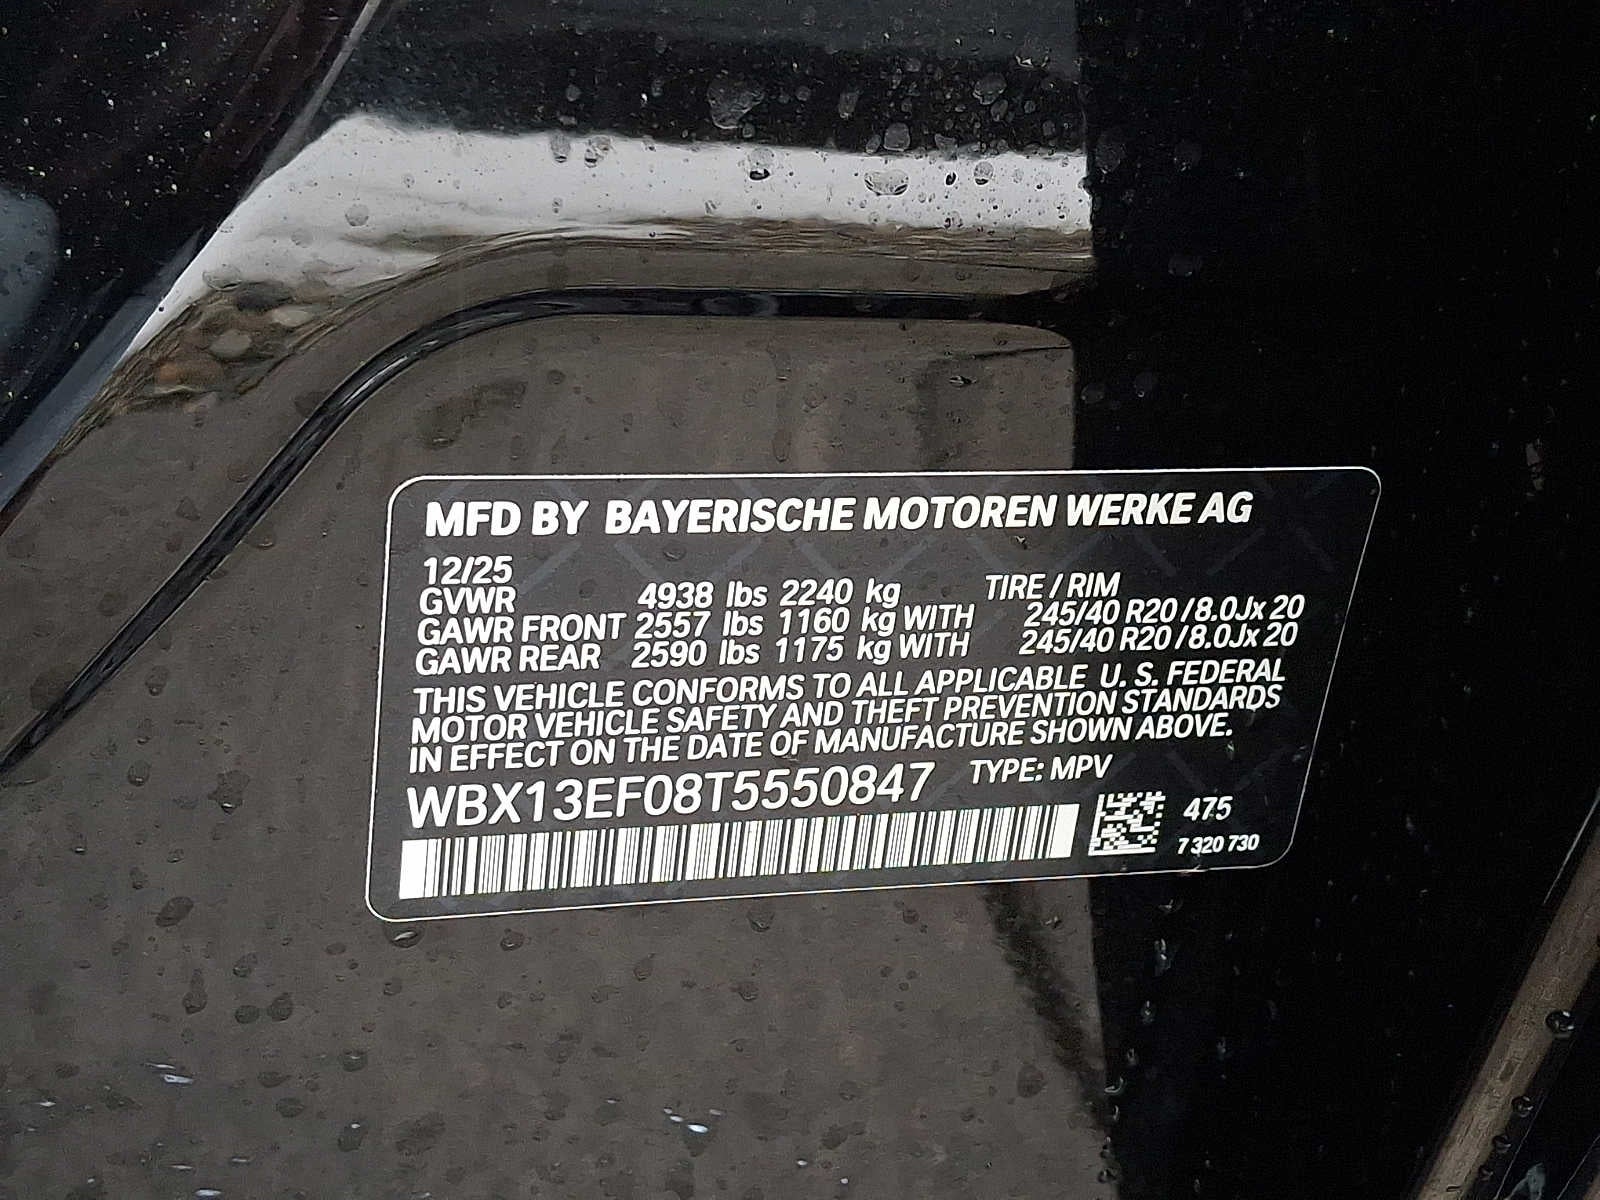 MFD BY BAYERISCHE MOTOREN WERKE AG
12/25
GVWR 4938 lbs 2240 kg TIRE / RIM
GAWR FRONT 2557 lbs 1160 kg WITH 245/40 R20 / 8.0Jx 20
GAWR REAR 2590 lbs 1175 kg WITH 245/40 R20 / 8.0Jx 20
THIS VEHICLE CONFORMS TO ALL APPLICABLE U. S. FEDERAL
MOTOR VEHICLE SAFETY AND THEFT PREVENTION STANDARDS
IN EFFECT ON THE DATE OF MANUFACTURE SHOWN ABOVE.
WBX13EF08T5550847 TYPE: MPV
475
7 320 730